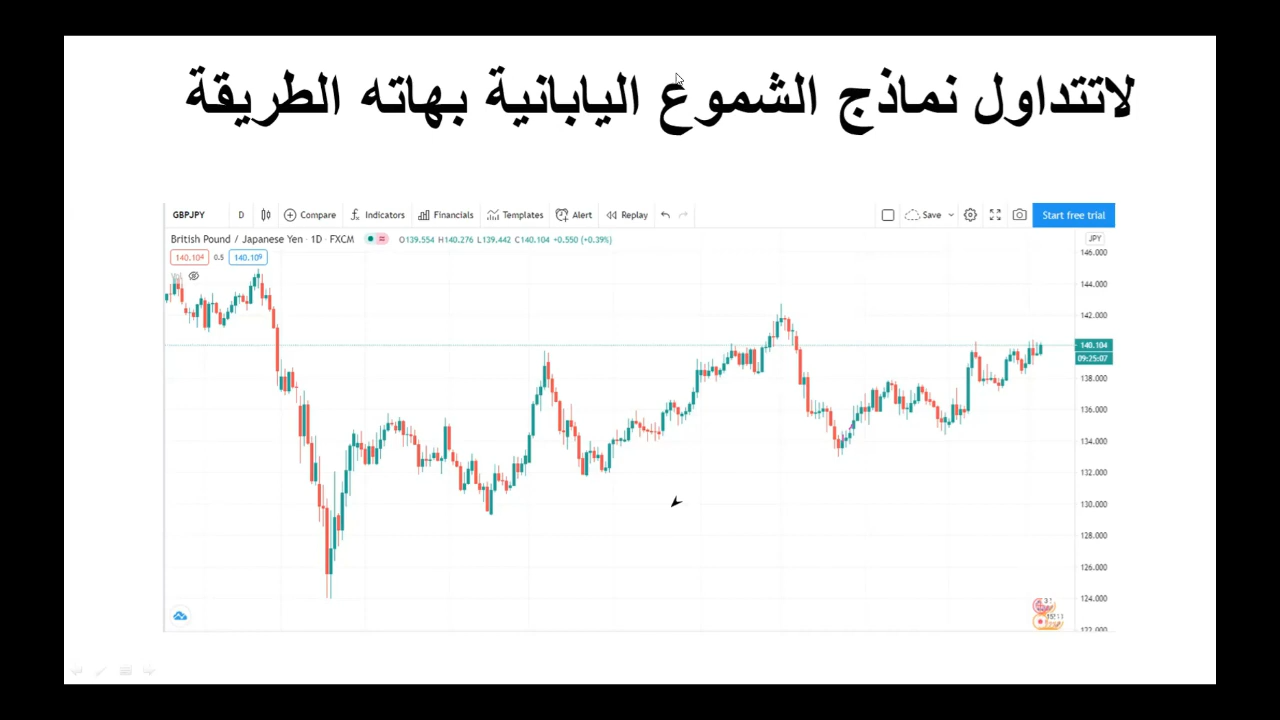 لاتتداول نماذج الشموع اليابانية بهاته الطريقة
GBPJPY D Compare Indicators Financials Templates Alert Replay Save Start free trial
British Pound / Japanese Yen · 1D · FXCM O139.554 H140.276 L139.442 C140.104 +0.550 (+0.39%) JPY
140.104 0.5 140.109
Vol
146.000
144.000
142.000
140.104
09:25:07
138.000
136.000
134.000
132.000
130.000
128.000
126.000
124.000
122.000